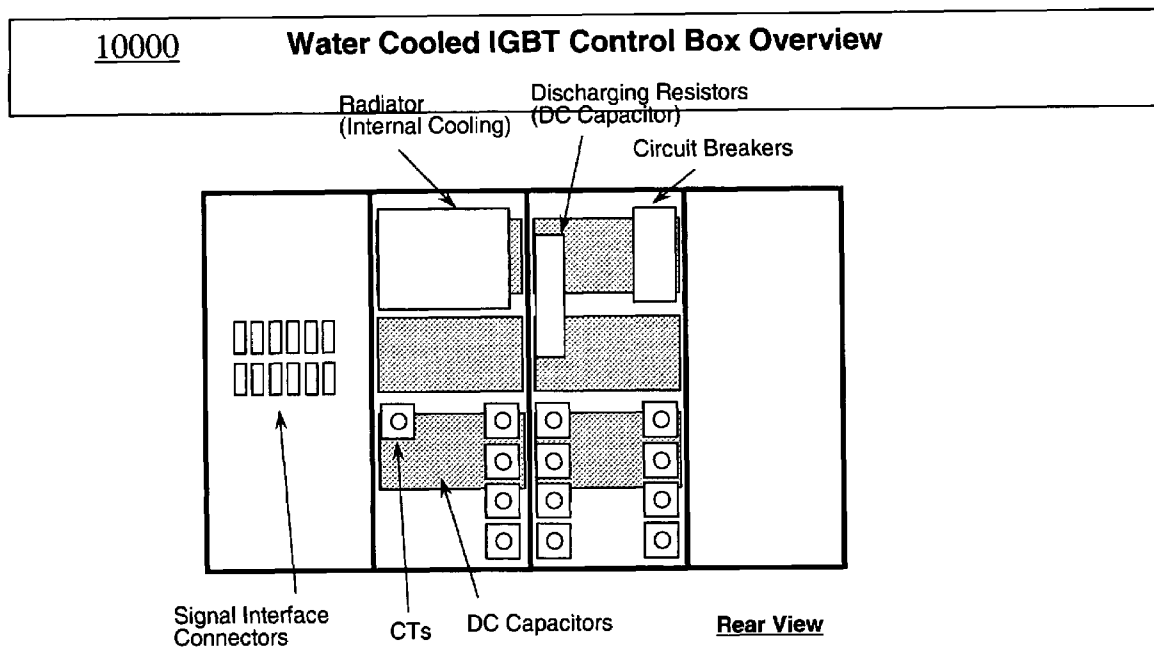 10000
Water Cooled IGBT Control Box Overview
Radiator
(Internal Cooling)
Discharging Resistors
(DC Capacitor)
Circuit Breakers
Signal Interface
Connectors
CTs
DC Capacitors
Rear View